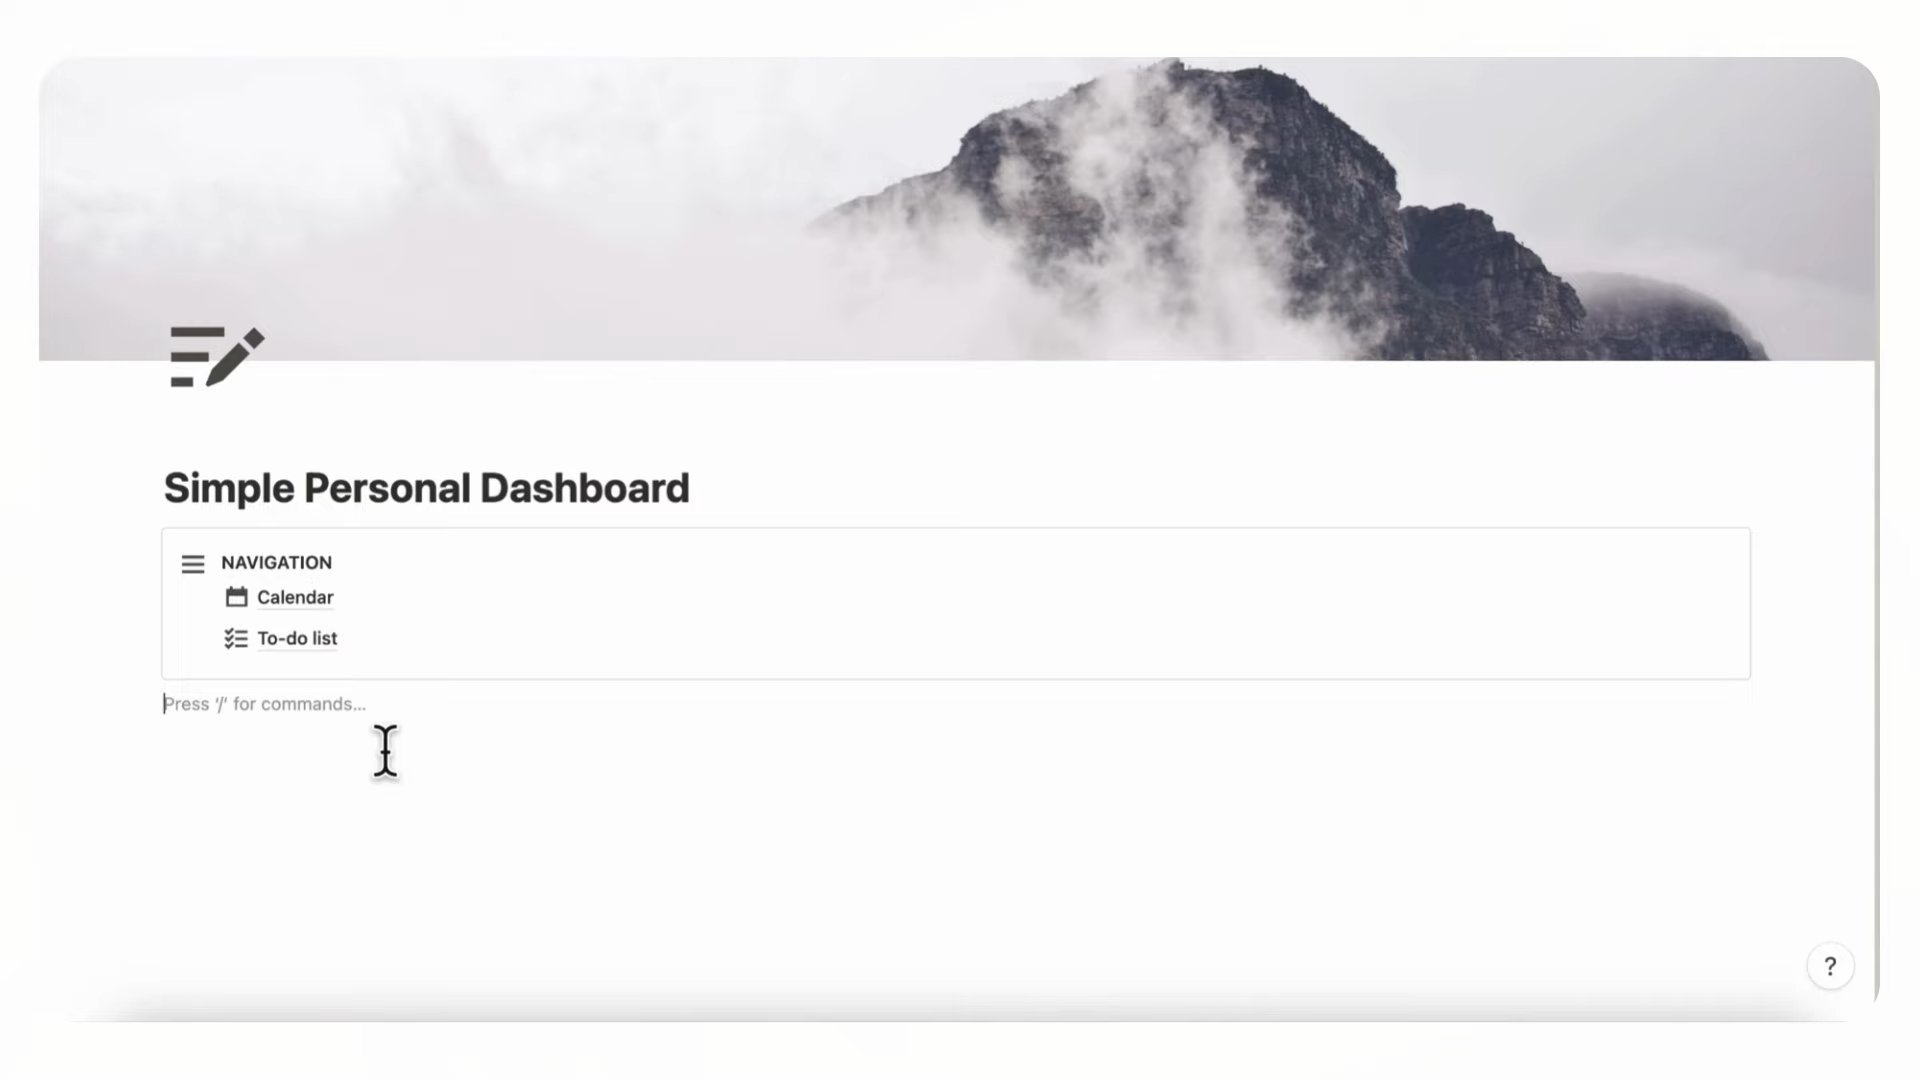 Simple Personal Dashboard
NAVIGATION
Calendar
To-do list
Press ‘/’ for commands...
?